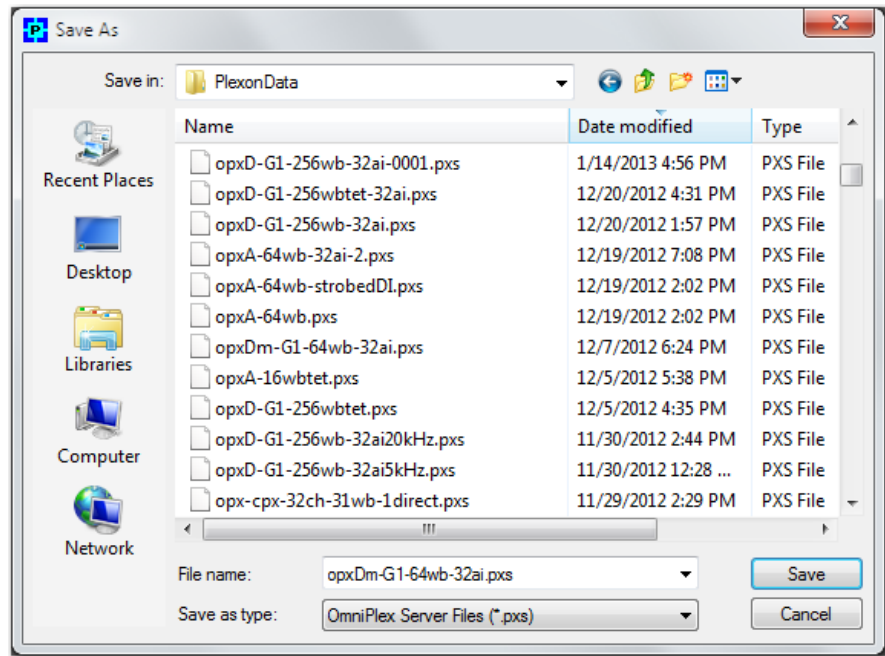 Save As
Save in: PlexonData
Name Date modified Type
opxD-G1-256wb-32ai-0001.pxs 1/14/2013 4:56 PM PXS File
Recent Places
opxD-G1-256wbtet-32ai.pxs 12/20/2012 4:31 PM PXS File
opxD-G1-256wb-32ai.pxs 12/20/2012 1:57 PM PXS File
opxA-64wb-32ai-2.pxs 12/19/2012 7:08 PM PXS File
Desktop
opxA-64wb-strobedDI.pxs 12/19/2012 2:02 PM PXS File
opxA-64wb.pxs 12/19/2012 2:02 PM PXS File
opxDm-G1-64wb-32ai.pxs 12/7/2012 6:24 PM PXS File
Libraries
opxA-16wbtet.pxs 12/5/2012 5:38 PM PXS File
opxD-G1-256wbtet.pxs 12/5/2012 4:35 PM PXS File
opxD-G1-256wb-32ai20kHz.pxs 11/30/2012 2:44 PM PXS File
Computer
opxD-G1-256wb-32ai5kHz.pxs 11/30/2012 12:28 ... PXS File
opx-cpx-32ch-31wb-1direct.pxs 11/29/2012 2:29 PM PXS File
Network
File name: opxDm-G1-64wb-32ai.pxs Save
Save as type: OmniPlex Server Files (*.pxs) Cancel